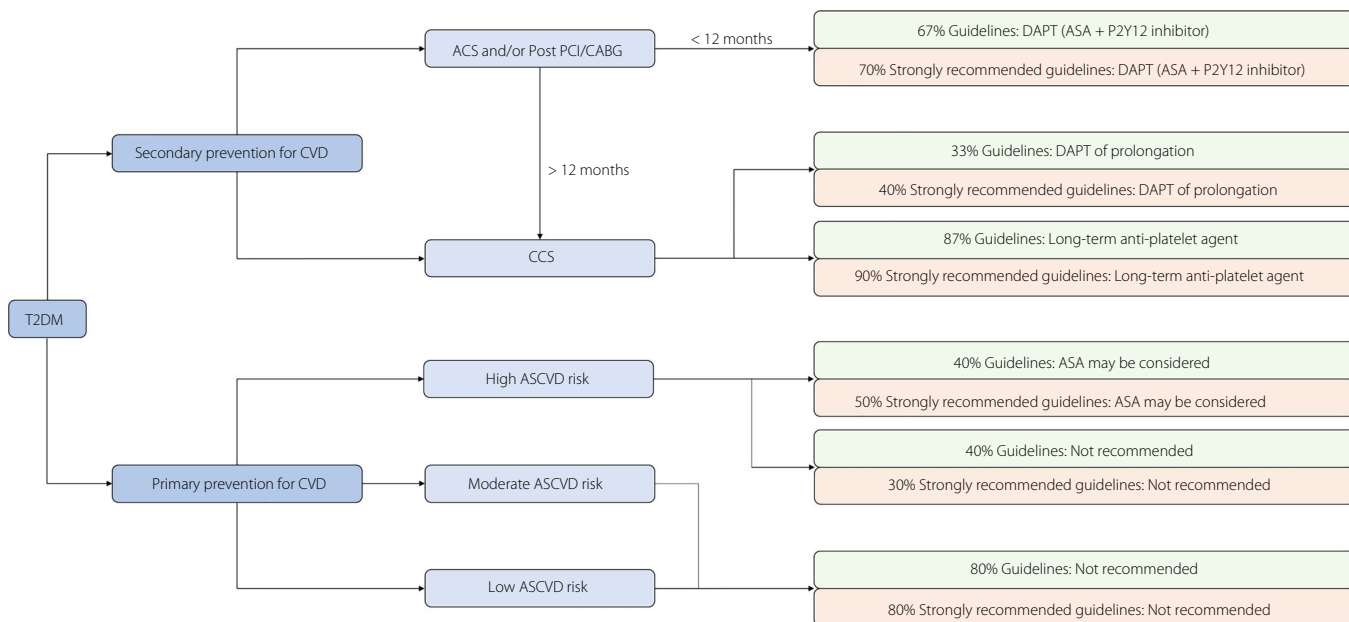 T2DM
Secondary prevention for CVD
ACS and/or Post PCI/CABG
< 12 months
67% Guidelines: DAPT (ASA + P2Y12 inhibitor)
70% Strongly recommended guidelines: DAPT (ASA + P2Y12 inhibitor)
> 12 months
CCS
33% Guidelines: DAPT of prolongation
40% Strongly recommended guidelines: DAPT of prolongation
87% Guidelines: Long-term anti-platelet agent
90% Strongly recommended guidelines: Long-term anti-platelet agent
Primary prevention for CVD
High ASCVD risk
40% Guidelines: ASA may be considered
50% Strongly recommended guidelines: ASA may be considered
40% Guidelines: Not recommended
30% Strongly recommended guidelines: Not recommended
Moderate ASCVD risk
Low ASCVD risk
80% Guidelines: Not recommended
80% Strongly recommended guidelines: Not recommended